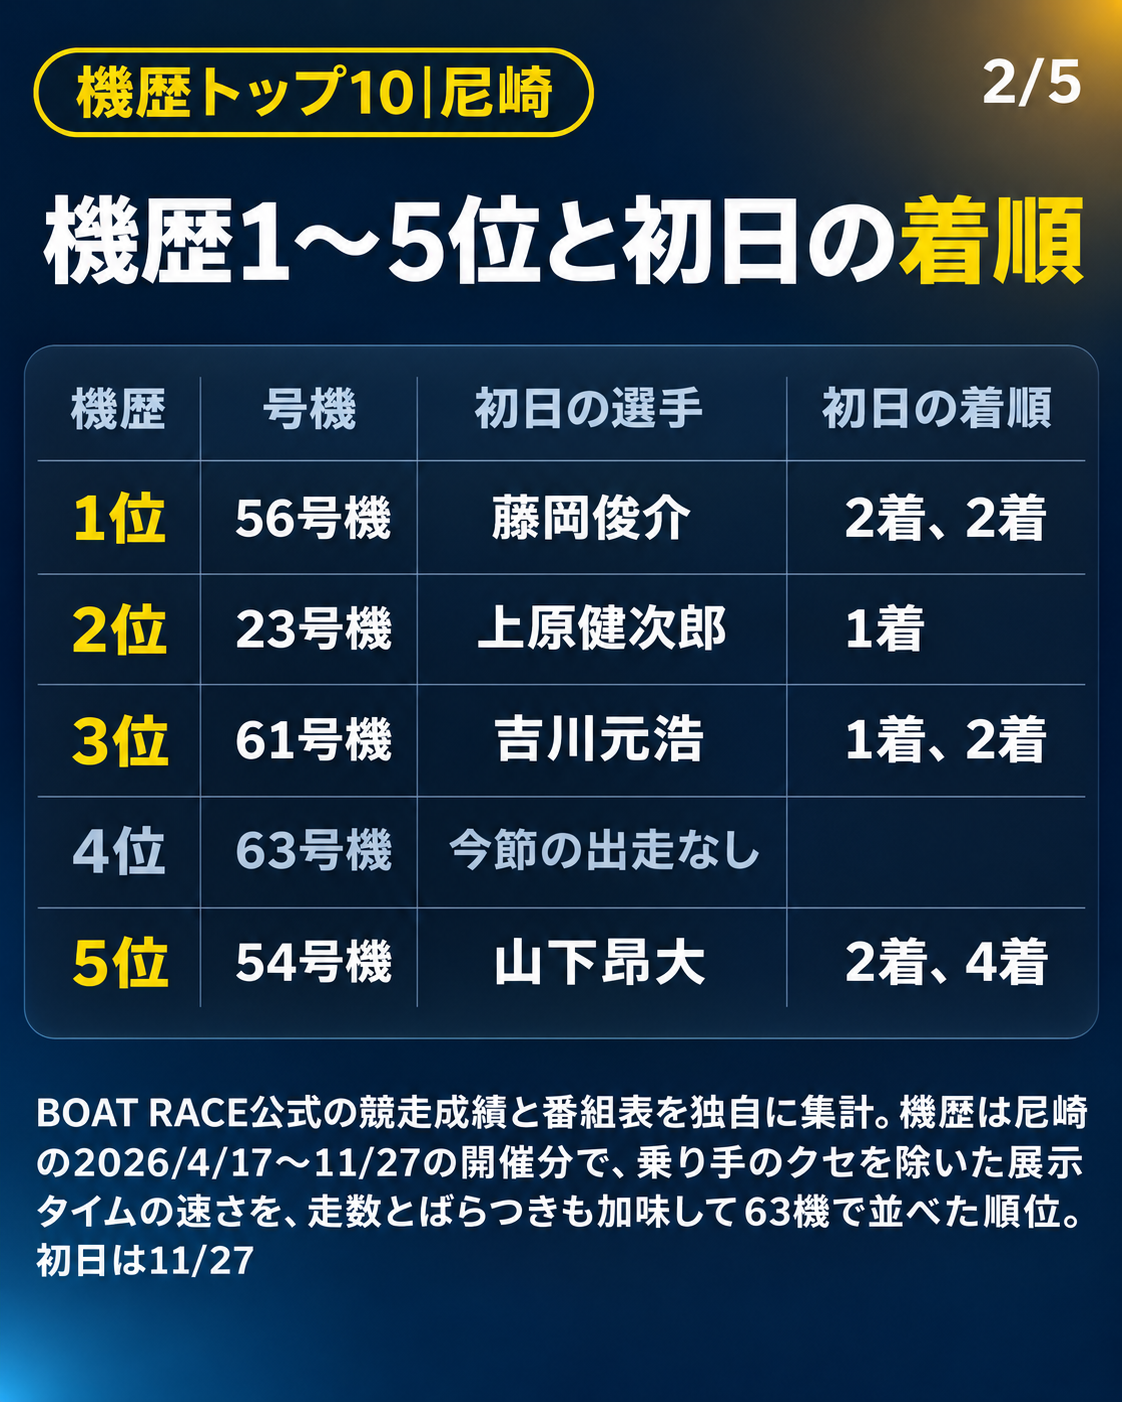 機歴トップ10|尼崎
2/5
機歴1〜5位と初日の着順
機歴 号機 初日の選手 初日の着順
1位 56号機 藤岡俊介 2着、2着
2位 23号機 上原健次郎 1着
3位 61号機 吉川元浩 1着、2着
4位 63号機 今節の出走なし
5位 54号機 山下昂大 2着、4着
BOAT RACE公式の競走成績と番組表を独自に集計。機歴は尼崎
の2026/4/17〜11/27の開催分で、乗り手のクセを除いた展示
タイムの速さを、走数とばらつきも加味して63機で並べた順位。
初日は11/27